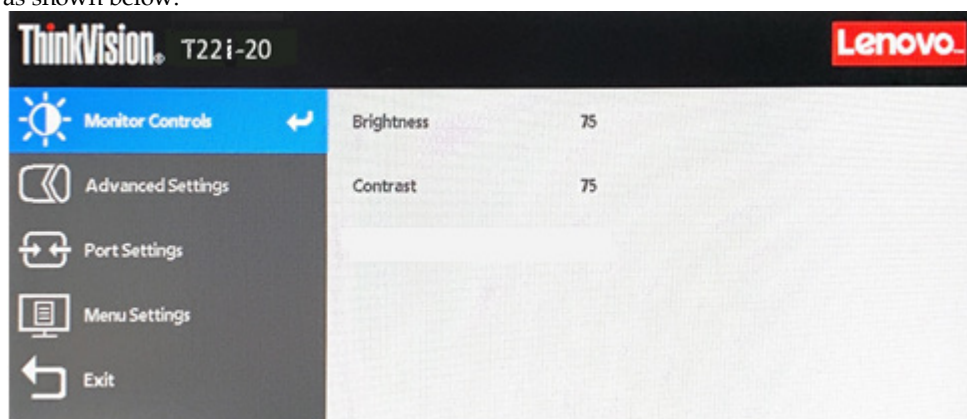 as shown below:
ThinkVision® T22i-20
Lenovo™
Monitor Controls
Brightness 75
Advanced Settings
Contrast 75
Port Settings
Menu Settings
Exit